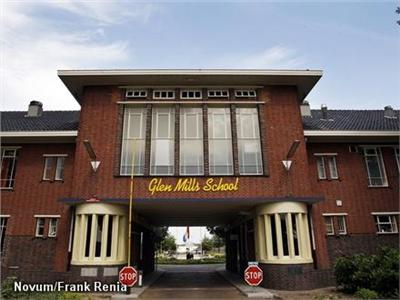 Glen Mills School
STOP
STOP
Novum/Frank Renia